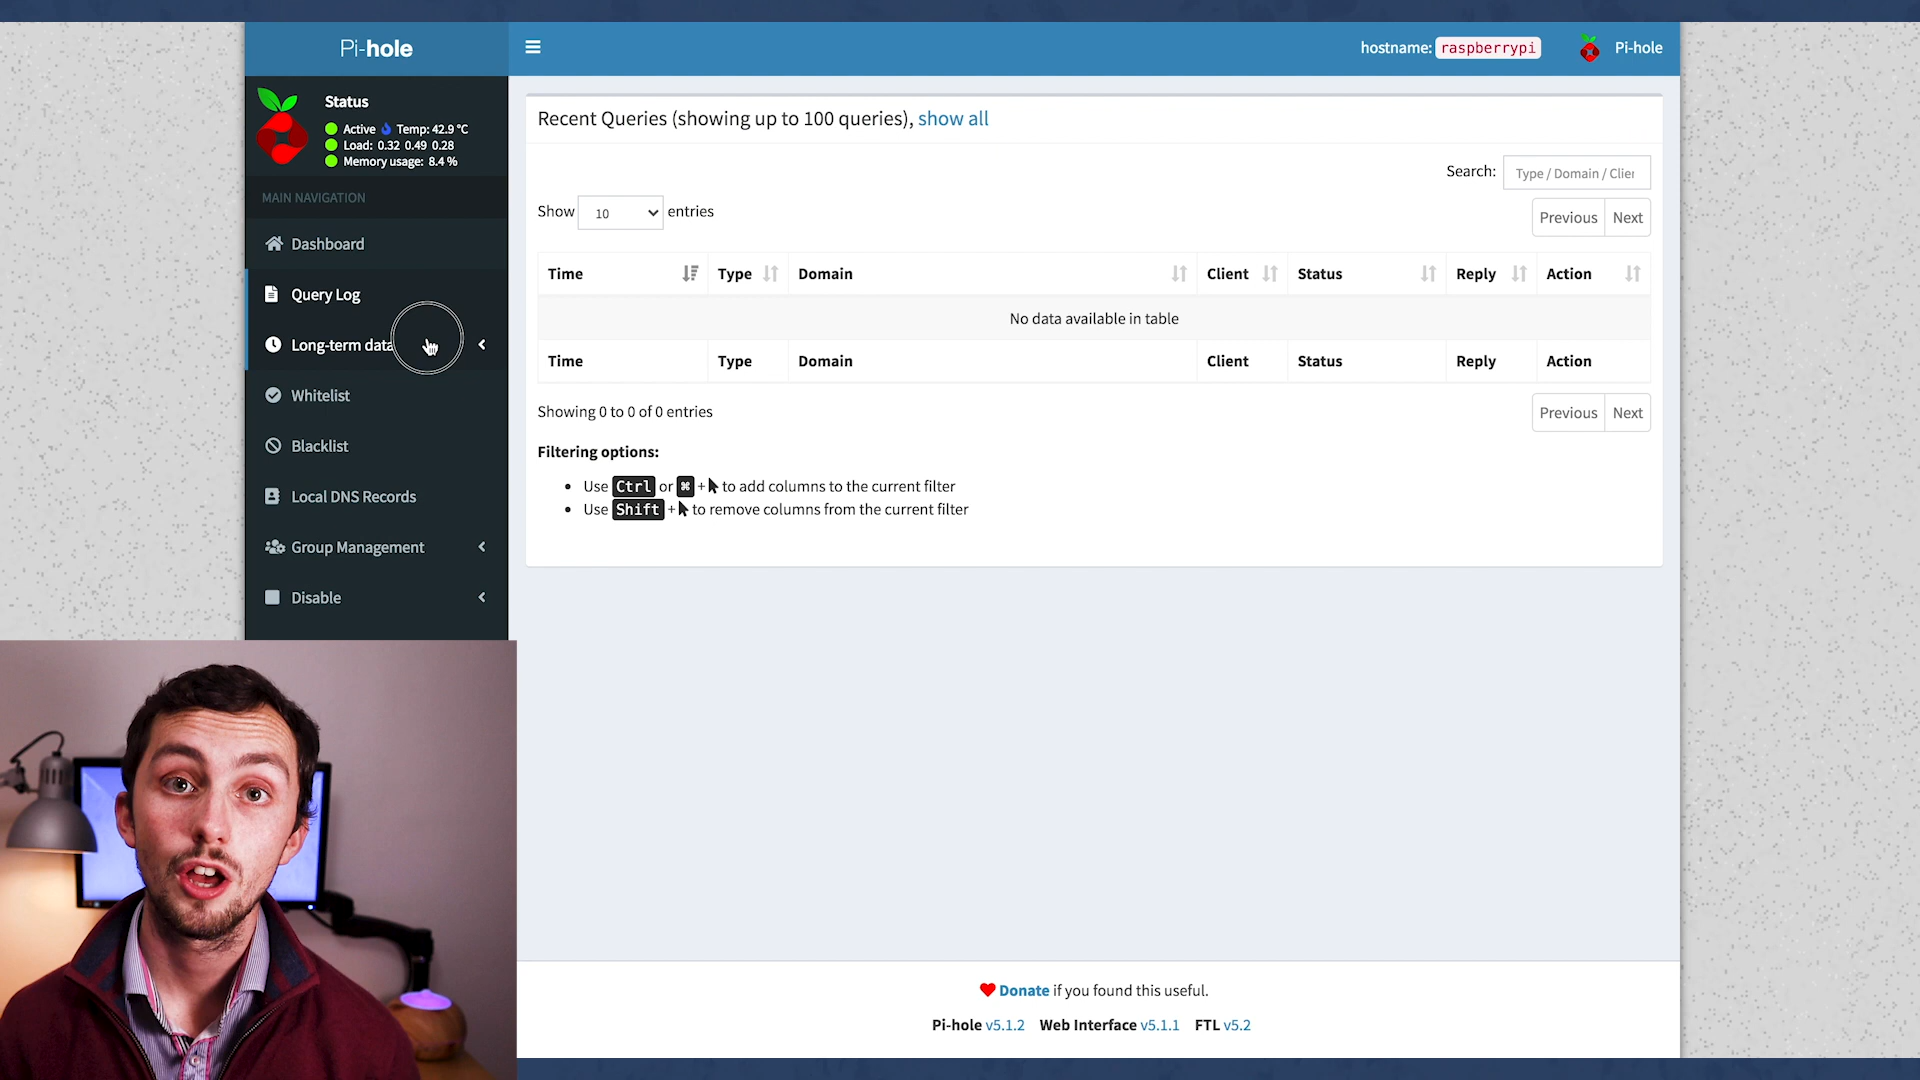 Pi-hole
hostname: raspberrypi
Pi-hole
Status
Active Temp: 42.9 °C
Load: 0.32 0.49 0.28
Memory usage: 8.4 %
MAIN NAVIGATION
Dashboard
Query Log
Long-term data
Whitelist
Blacklist
Local DNS Records
Group Management
Disable
Recent Queries (showing up to 100 queries), show all
Search: Type / Domain / Clien
Show 10 entries
Previous Next
Time Type Domain Client Status Reply Action
No data available in table
Time Type Domain Client Status Reply Action
Showing 0 to 0 of 0 entries
Previous Next
Filtering options:
Use Ctrl or ⌘ + to add columns to the current filter
Use Shift + to remove columns from the current filter
Donate if you found this useful.
Pi-hole v5.1.2 Web Interface v5.1.1 FTL v5.2